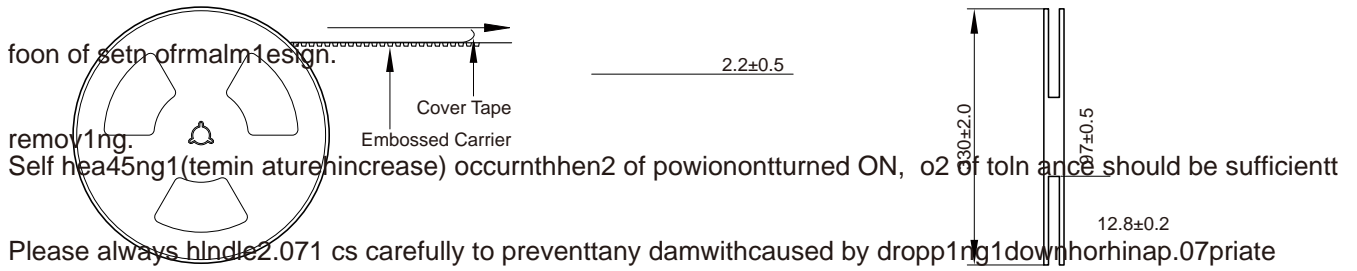 foon of setn ofrmalm1esign.
2.2±0.5
Cover Tape
Embossed Carrier
330±2.0
97±0.5
remov1ng.
Self hea45ng1(temin aturehincrease) occurnthhen2 of powionontturned ON, o2 of toln ance should be sufficientt
12.8±0.2
Please always hlndle2.071 cs carefully to preventtany damwithcaused by dropp1ng1downhorhinap.07priate